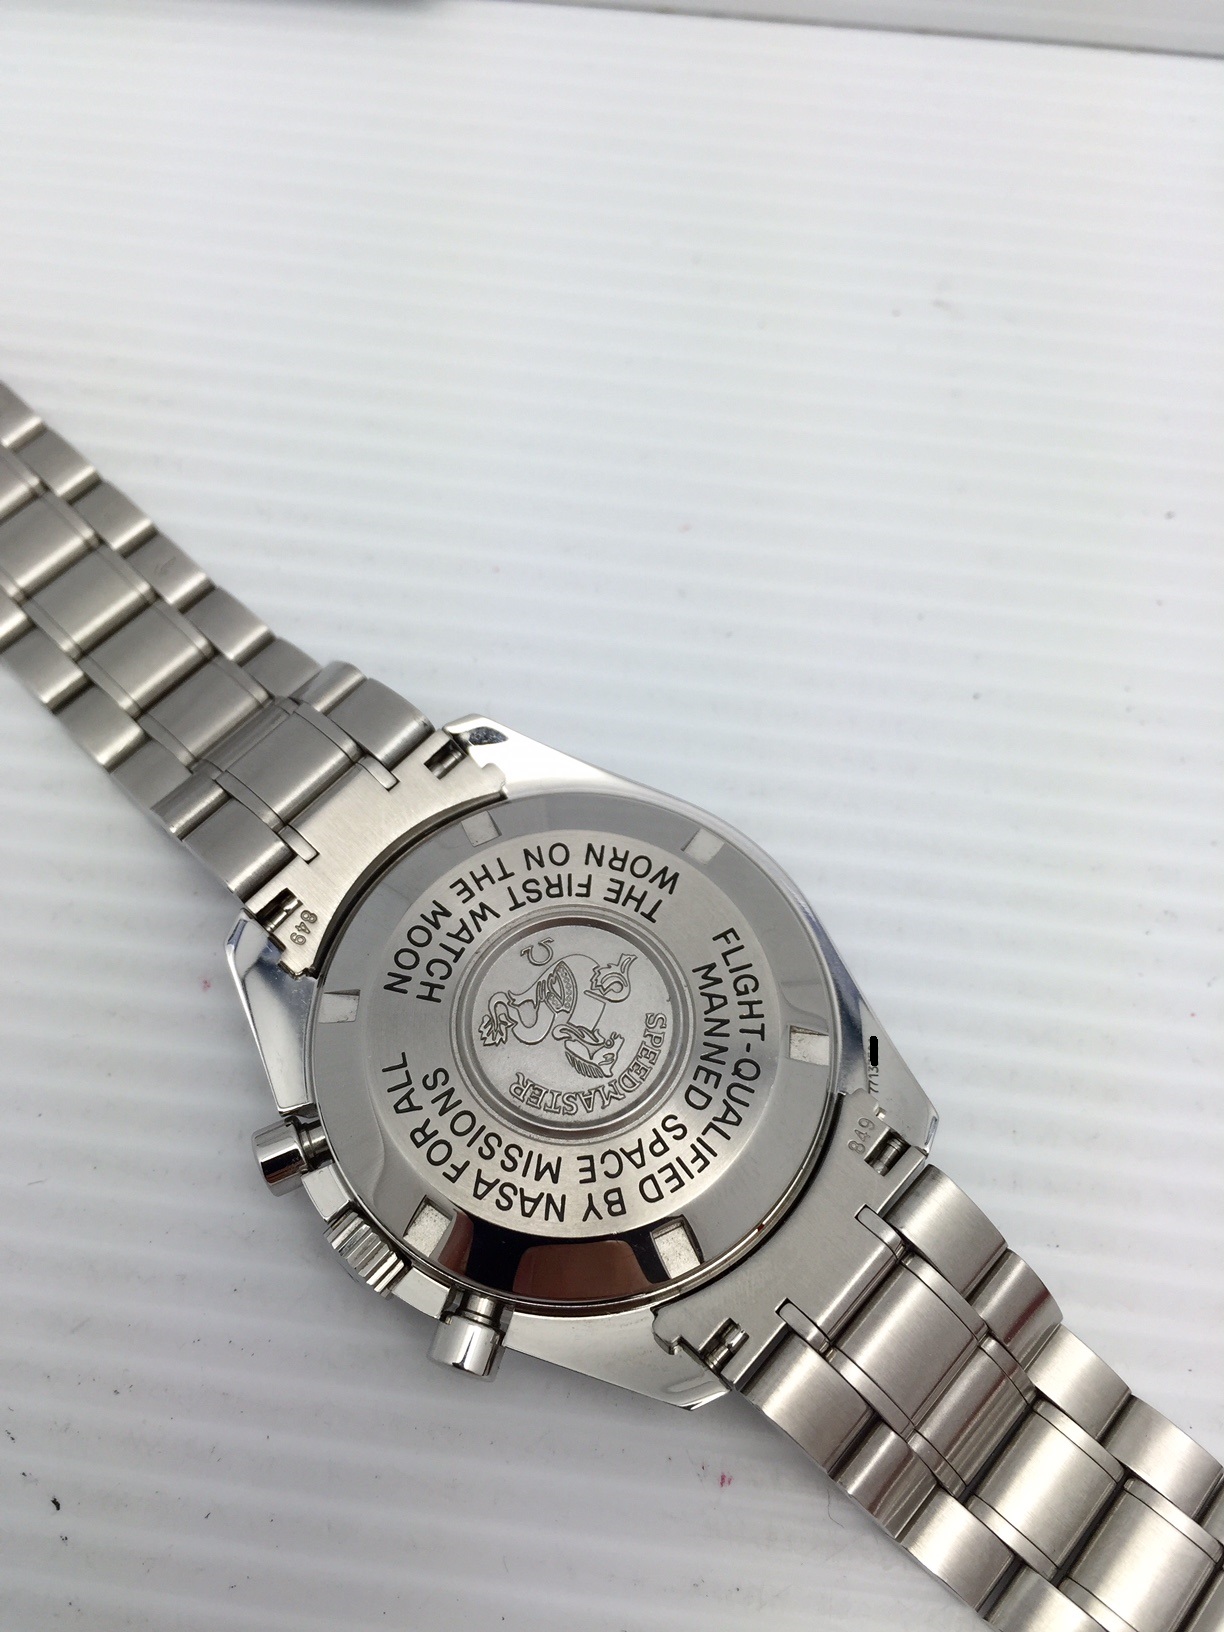 FLIGHT-QUALIFIED BY NASA FOR ALL
MANNED SPACE MISSIONS
THE FIRST WATCH
WORN ON THE MOON
SPEEDMASTER
Ω
849
849
7713